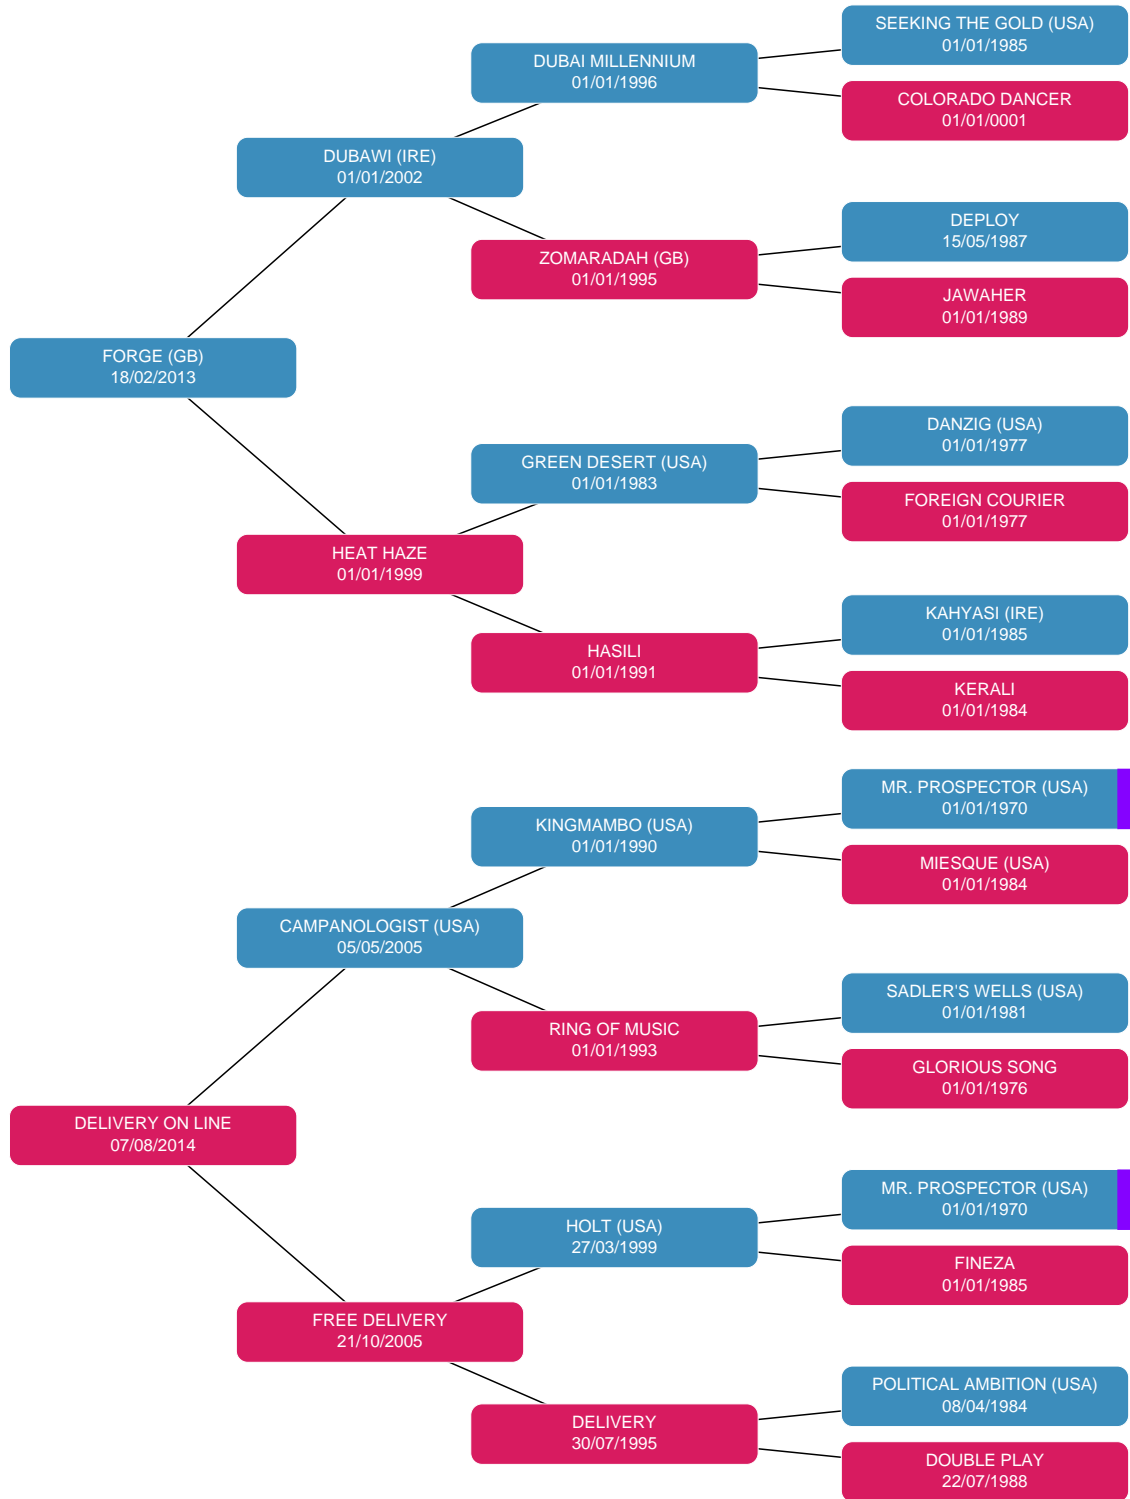 SEEKING THE GOLD (USA)
01/01/1985
DUBAI MILLENNIUM
01/01/1996
COLORADO DANCER
01/01/0001
DUBAWI (IRE)
01/01/2002
DEPLOY
15/05/1987
ZOMARADAH (GB)
01/01/1995
JAWAHER
01/01/1989
FORGE (GB)
18/02/2013
DANZIG (USA)
01/01/1977
GREEN DESERT (USA)
01/01/1983
FOREIGN COURIER
01/01/1977
HEAT HAZE
01/01/1999
KAHYASI (IRE)
01/01/1985
HASILI
01/01/1991
KERALI
01/01/1984
MR. PROSPECTOR (USA)
01/01/1970
KINGMAMBO (USA)
01/01/1990
MIESQUE (USA)
01/01/1984
CAMPANOLOGIST (USA)
05/05/2005
SADLER'S WELLS (USA)
01/01/1981
RING OF MUSIC
01/01/1993
GLORIOUS SONG
01/01/1976
DELIVERY ON LINE
07/08/2014
MR. PROSPECTOR (USA)
01/01/1970
HOLT (USA)
27/03/1999
FINEZA
01/01/1985
FREE DELIVERY
21/10/2005
POLITICAL AMBITION (USA)
08/04/1984
DELIVERY
30/07/1995
DOUBLE PLAY
22/07/1988